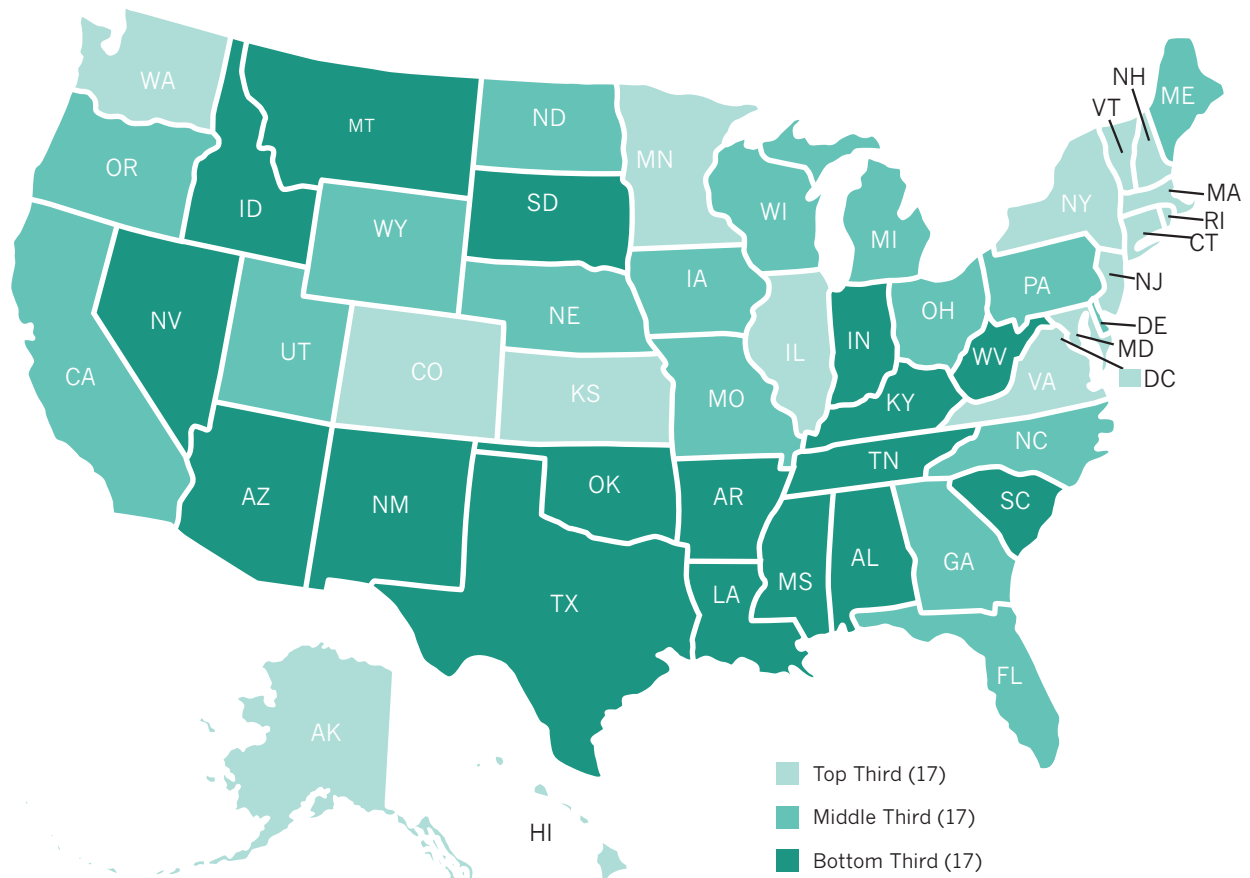 WA
MT
ND
MN
OR
ID
SD
WI
MI
WY
NH
VT
ME
NY
MA
RI
CT
IA
NE
PA
NJ
NV
UT
CO
KS
CA
IL
IN
OH
MO
WV
VA
DE
MD
DC
KY
NC
TN
AZ
NM
OK
AR
SC
TX
LA
MS
AL
GA
FL
AK
HI
Top Third (17)
Middle Third (17)
Bottom Third (17)